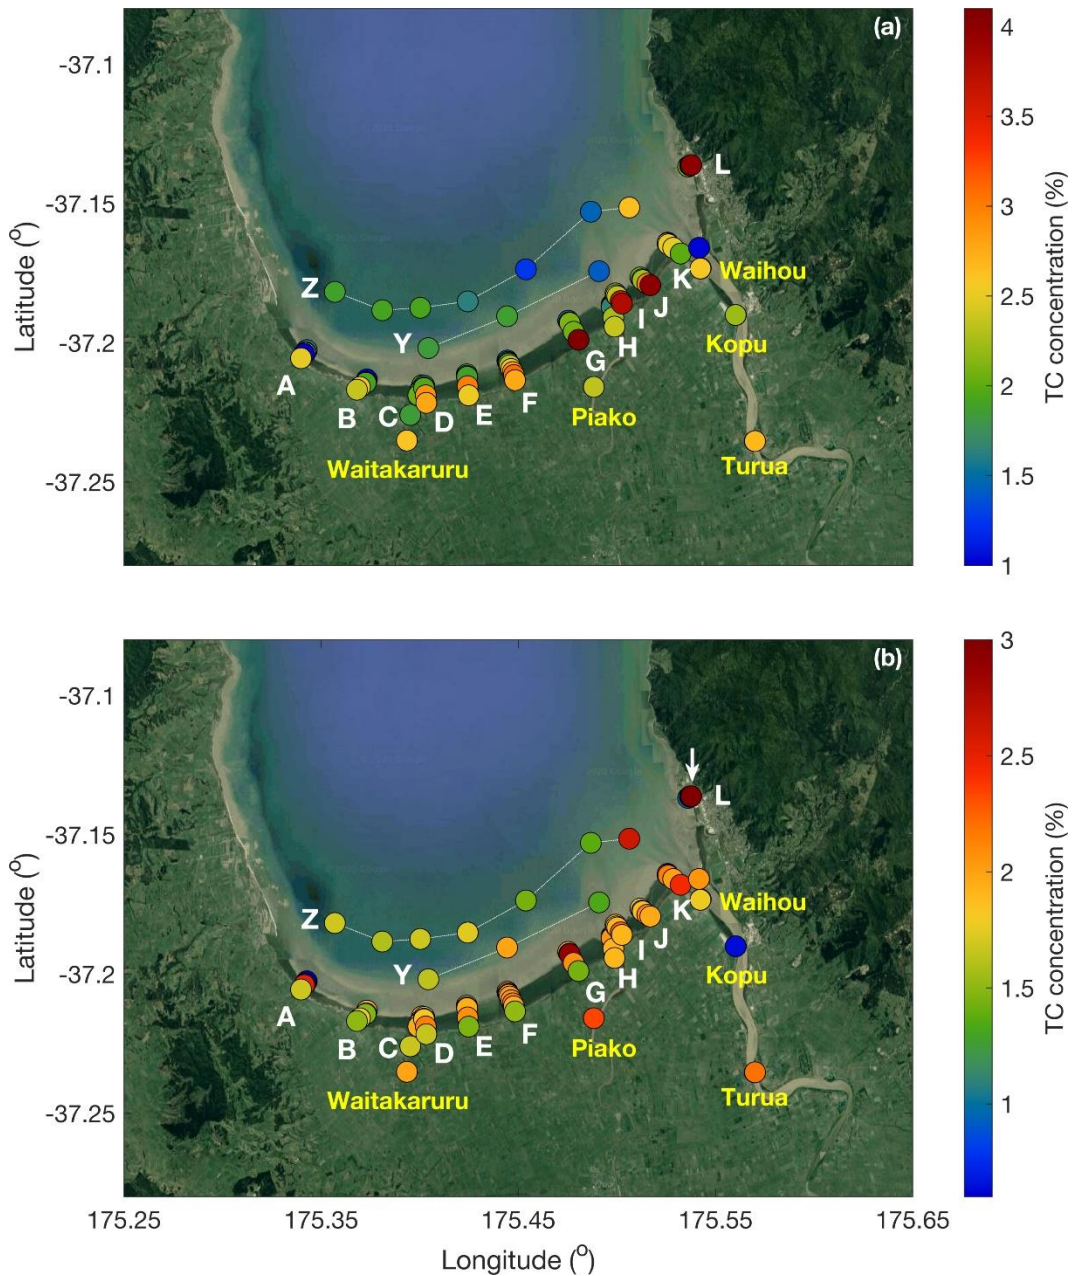 (a)
-37.1
-37.15
-37.2
-37.25
Latitude (o)
Z
Y
A
B
C
D
E
F
G
H
I
J
K
L
Waihou
Kopu
Piako
Turua
Waitakaruru
4
3.5
3
2.5
2
1.5
1
TC concentration (%)
(b)
-37.1
-37.15
-37.2
-37.25
Latitude (o)
Z
Y
A
B
C
D
E
F
G
H
I
J
K
L
Waihou
Kopu
Piako
Turua
Waitakaruru
3
2.5
2
1.5
1
TC concentration (%)
175.25 175.35 175.45 175.55 175.65
Longitude (o)